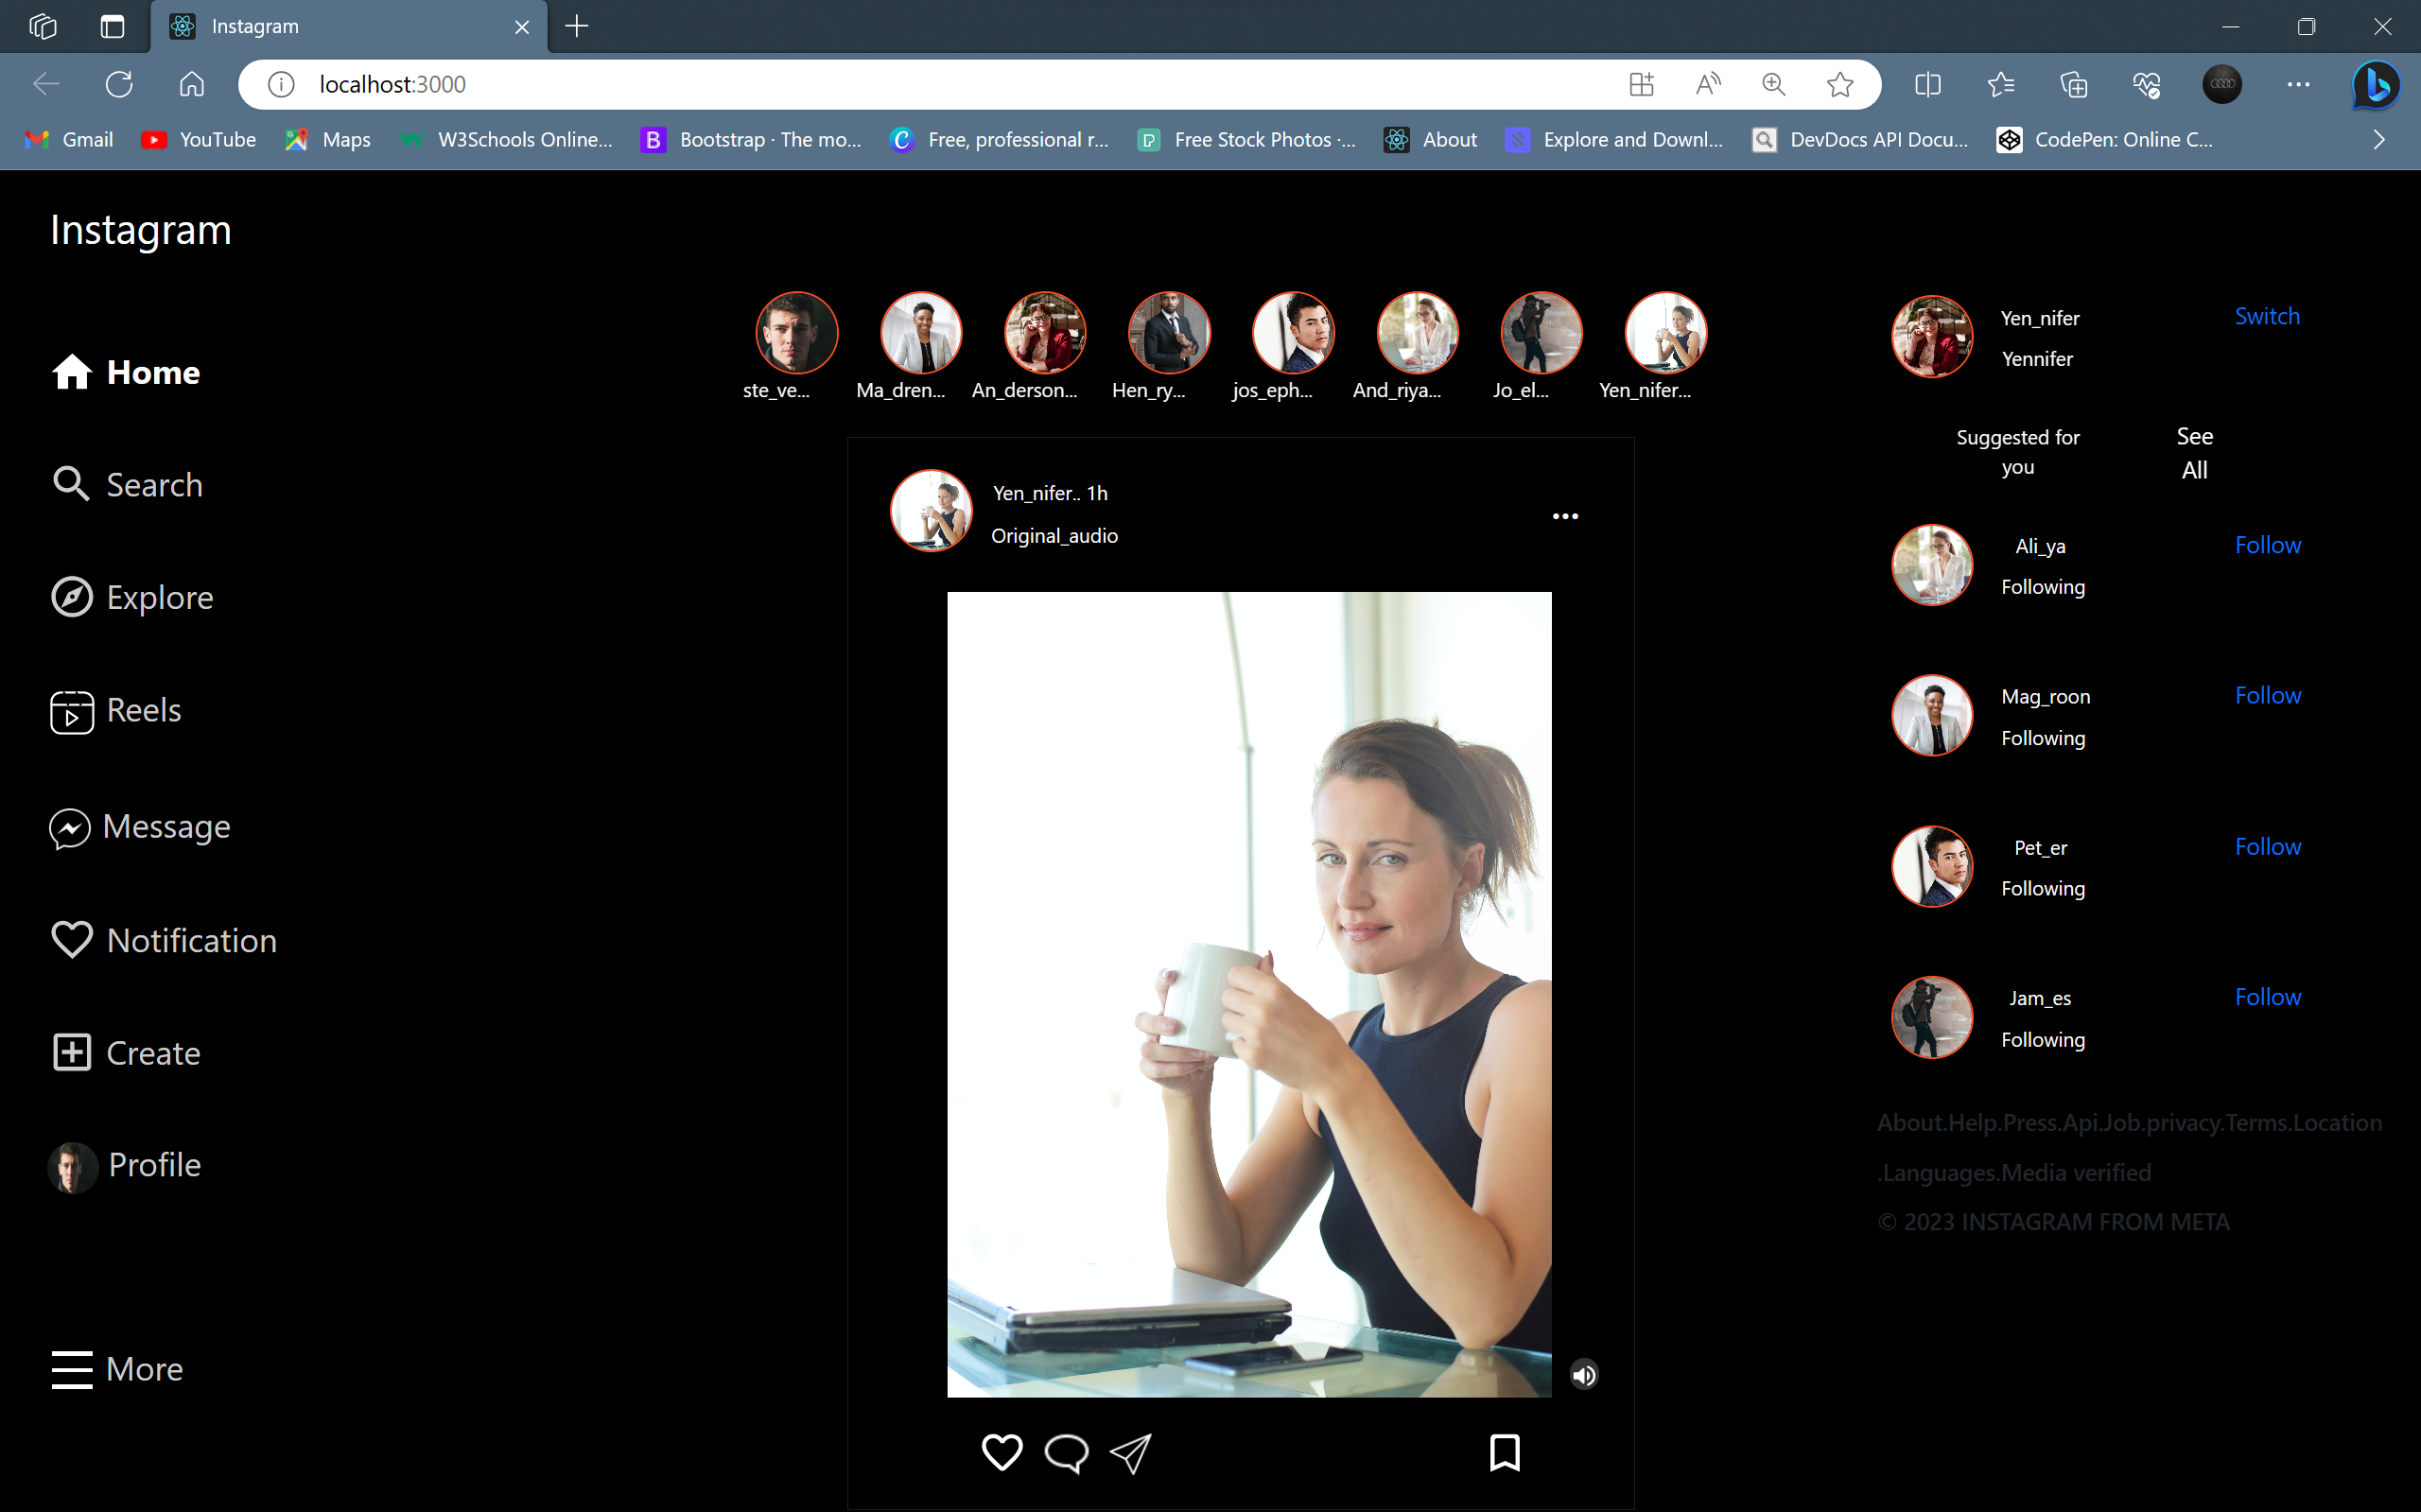 Instagram
localhost:3000
Gmail
YouTube
Maps
W3Schools Online...
Bootstrap · The mo...
Free, professional r...
Free Stock Photos ·...
About
Explore and Downl...
DevDocs API Docu...
CodePen: Online C...
Instagram
Home
Search
Explore
Reels
Message
Notification
Create
Profile
More
ste_ve...
Ma_dren...
An_derson...
Hen_ry...
jos_eph...
And_riya...
Jo_el...
Yen_nifer...
Yen_nifer.. 1h
Original_audio
Yen_nifer
Yennifer
Switch
Suggested for
you
See
All
Ali_ya
Following
Follow
Mag_roon
Following
Follow
Pet_er
Following
Follow
Jam_es
Following
Follow
About.Help.Press.Api.Job.privacy.Terms.Location
.Languages.Media verified
© 2023 INSTAGRAM FROM META